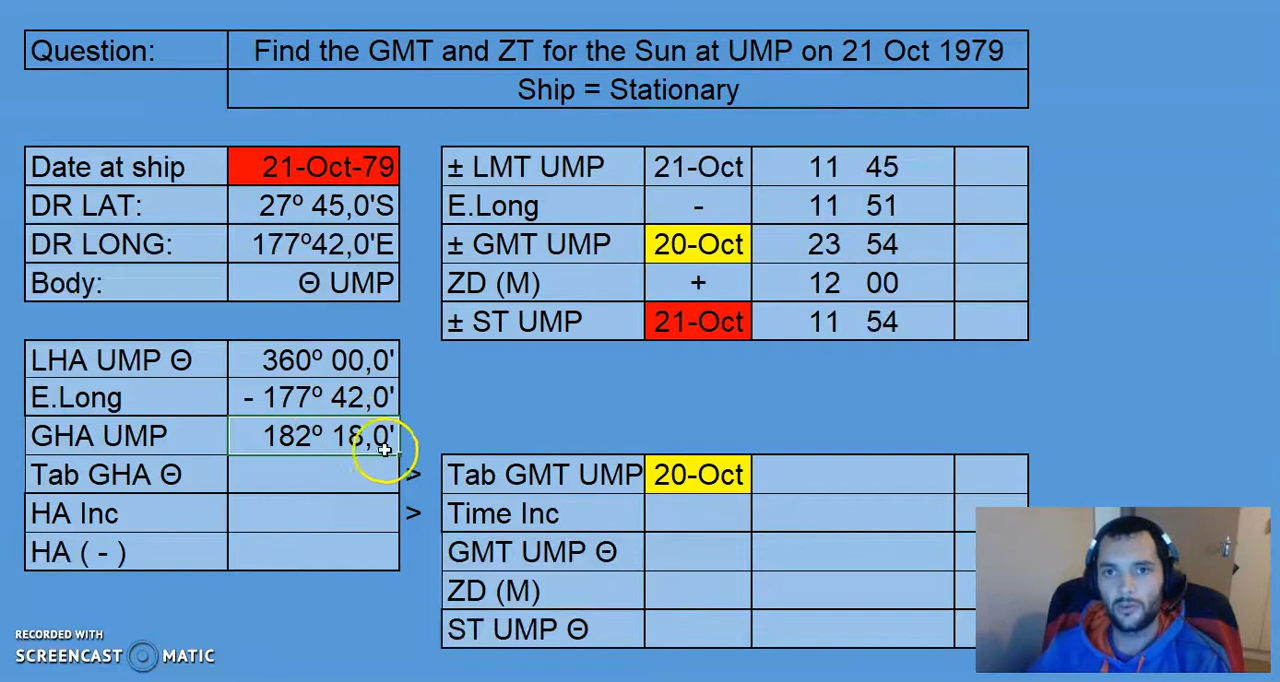 Question: Find the GMT and ZT for the Sun at UMP on 21 Oct 1979
Ship = Stationary
Date at ship 21-Oct-79
DR LAT: 27º 45,0'S
DR LONG: 177º42,0'E
Body: Θ UMP
± LMT UMP 21-Oct 11 45
E.Long - 11 51
± GMT UMP 20-Oct 23 54
ZD (M) + 12 00
± ST UMP 21-Oct 11 54
LHA UMP Θ 360º 00,0'
E.Long - 177º 42,0'
GHA UMP 182º 18,0'
Tab GHA Θ >
HA Inc >
HA ( - )
Tab GMT UMP 20-Oct
Time Inc
GMT UMP Θ
ZD (M)
ST UMP Θ
RECORDED WITH
SCREENCAST MATIC